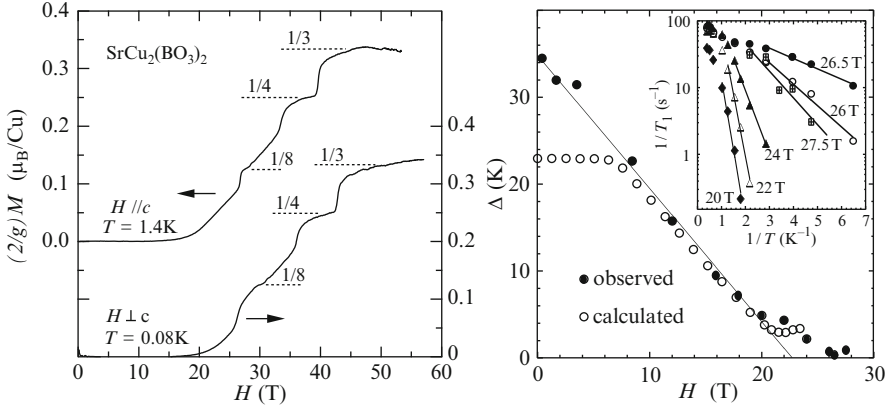 SrCu₂(BO₃)₂
1/3
1/4
1/8
H //c
T = 1.4K
1/3
1/4
1/8
H ⊥ c
T = 0.08K
(2/g) M (μB/Cu)
0.3
0.2
0.1
0.0
0.4
0.3
0.2
0.1
0
0 10 20 30 40 50 60
H (T)
Δ (K)
30
20
10
0
0 10 20 30
H (T)
observed
calculated
1/T₁ (s⁻¹)
100
10
1
0 1 2 3 4 5 6 7
1/T (K⁻¹)
26.5 T
26 T
27.5 T
24 T
22 T
20 T